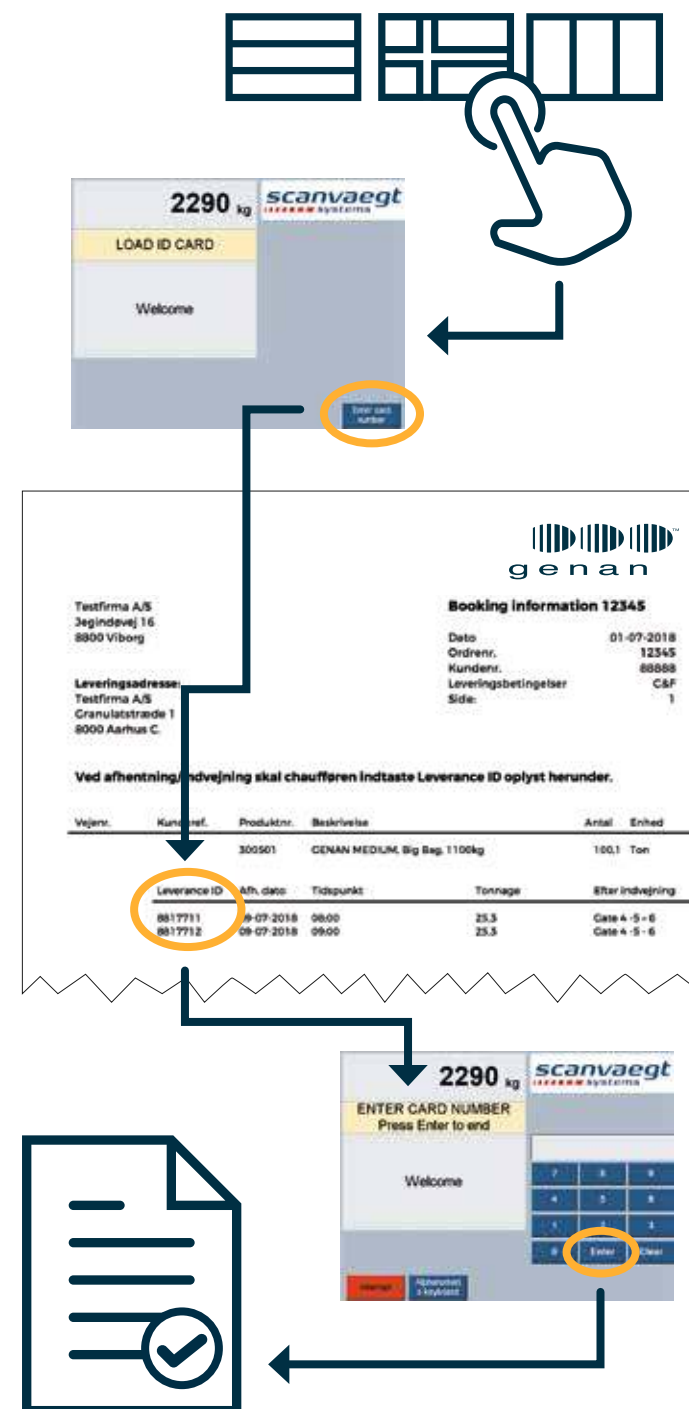 2290 kg
scanvaegt
systems
LOAD ID CARD
Welcome
Enter card
number
genan
Testfirma A/S
Jegindøvej 16
8800 Viborg
Booking information 12345
Dato 01-07-2018
Ordrenr. 12345
Kundenr. 88888
Leveringsbetingelser C&F
Side: 1
Leveringsadresse:
Testfirma A/S
Granulatstræde 1
8000 Aarhus C.
Ved afhentning/indvejning skal chaufføren indtaste Leverance ID oplyst herunder.
Vejenr. Kunderef. Produktnr. Beskrivelse Antal Enhed
300501 GENAN MEDIUM, Big Bag, 1100kg 100,1 Ton
Leverance ID Afh. dato Tidspunkt Tonnage Efter indvejning
8817711 09-07-2018 08:00 25.3 Gate 4 -5 - 6
8817712 09-07-2018 09:00 25.3 Gate 4 -5 - 6
2290 kg
scanvaegt
systems
ENTER CARD NUMBER
Press Enter to end
Welcome
7 8 9
4 5 6
1 2 3
0 Enter Clear